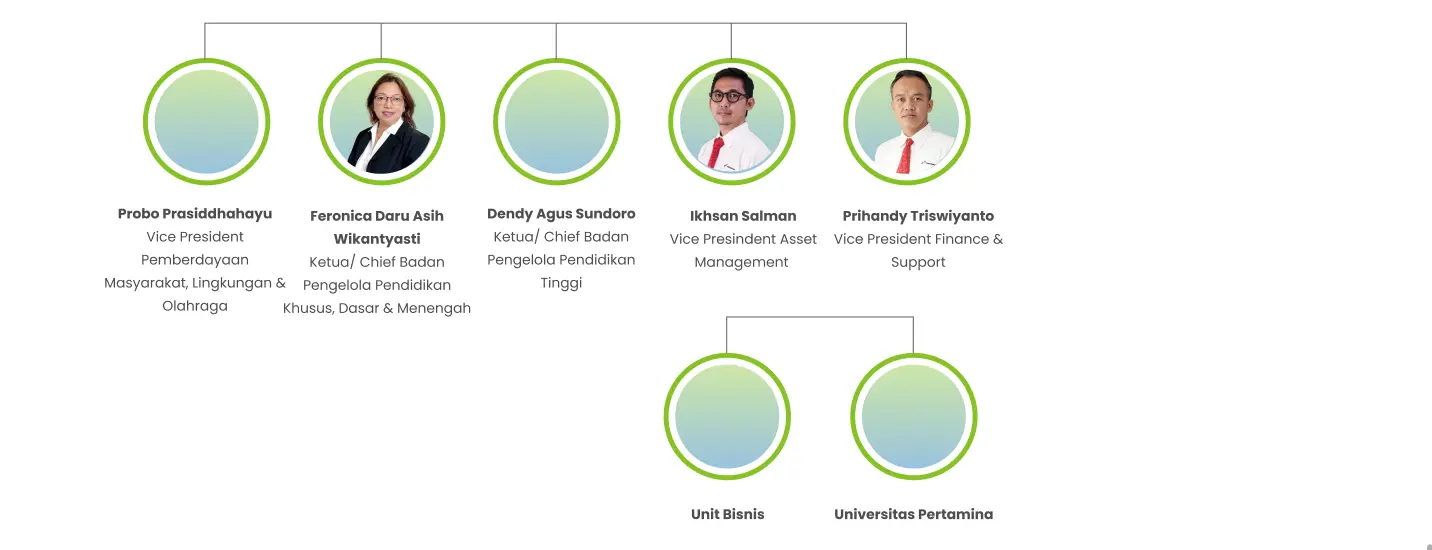 Probo Prasiddhahayu
Vice President
Pemberdayaan
Masyarakat, Lingkungan &
Olahraga
Feronica Daru Asih
Wikantyasti
Ketua/ Chief Badan
Pengelola Pendidikan
Khusus, Dasar & Menengah
Dendy Agus Sundoro
Ketua/ Chief Badan
Pengelola Pendidikan
Tinggi
Ikhsan Salman
Vice Presindent Asset
Management
Prihandy Triswiyanto
Vice President Finance &
Support
Unit Bisnis
Universitas Pertamina